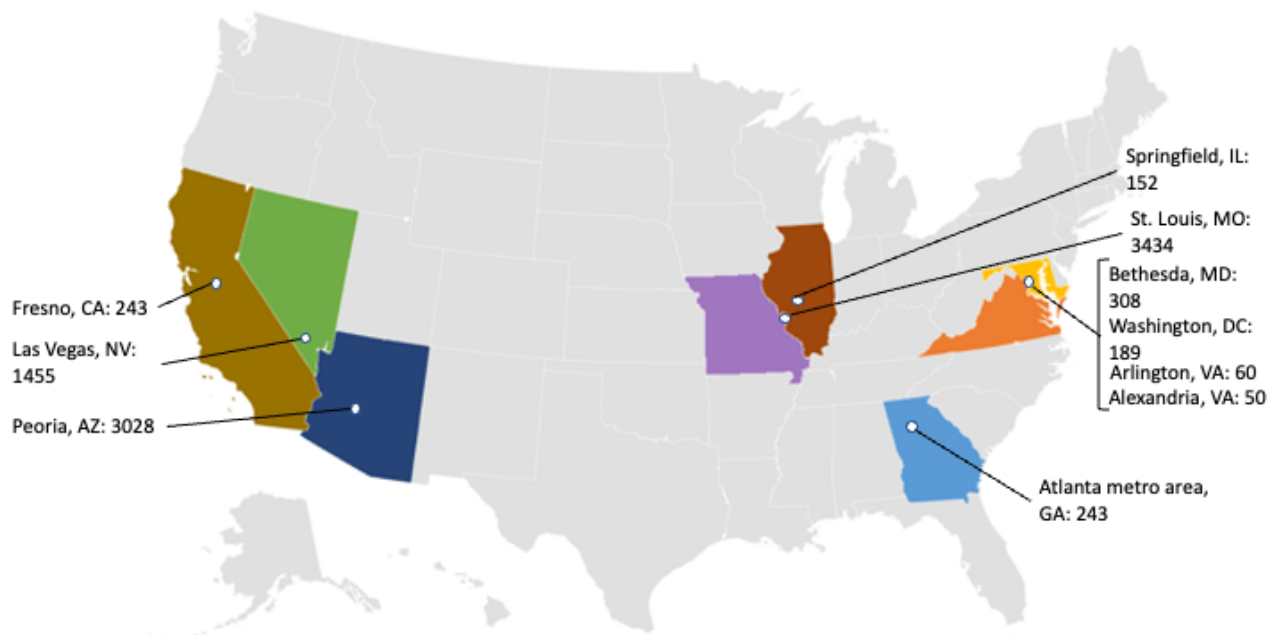 Springfield, IL:
152
St. Louis, MO:
3434
Bethesda, MD:
308
Washington, DC:
189
Arlington, VA: 60
Alexandria, VA: 50
Fresno, CA: 243
Las Vegas, NV:
1455
Peoria, AZ: 3028
Atlanta metro area,
GA: 243